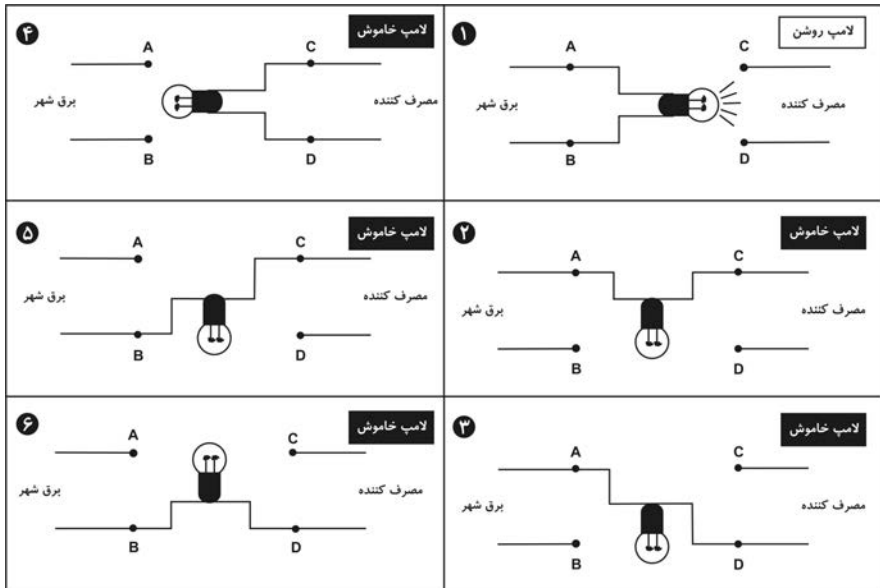 ۱
لامپ روشن
A
C
برق شهر
مصرف کننده
B
D
۴
لامپ خاموش
A
C
برق شهر
مصرف کننده
B
D
۲
لامپ خاموش
A
C
برق شهر
مصرف کننده
B
D
۵
لامپ خاموش
A
C
برق شهر
مصرف کننده
B
D
۳
لامپ خاموش
A
C
برق شهر
مصرف کننده
B
D
۶
لامپ خاموش
A
C
برق شهر
مصرف کننده
B
D